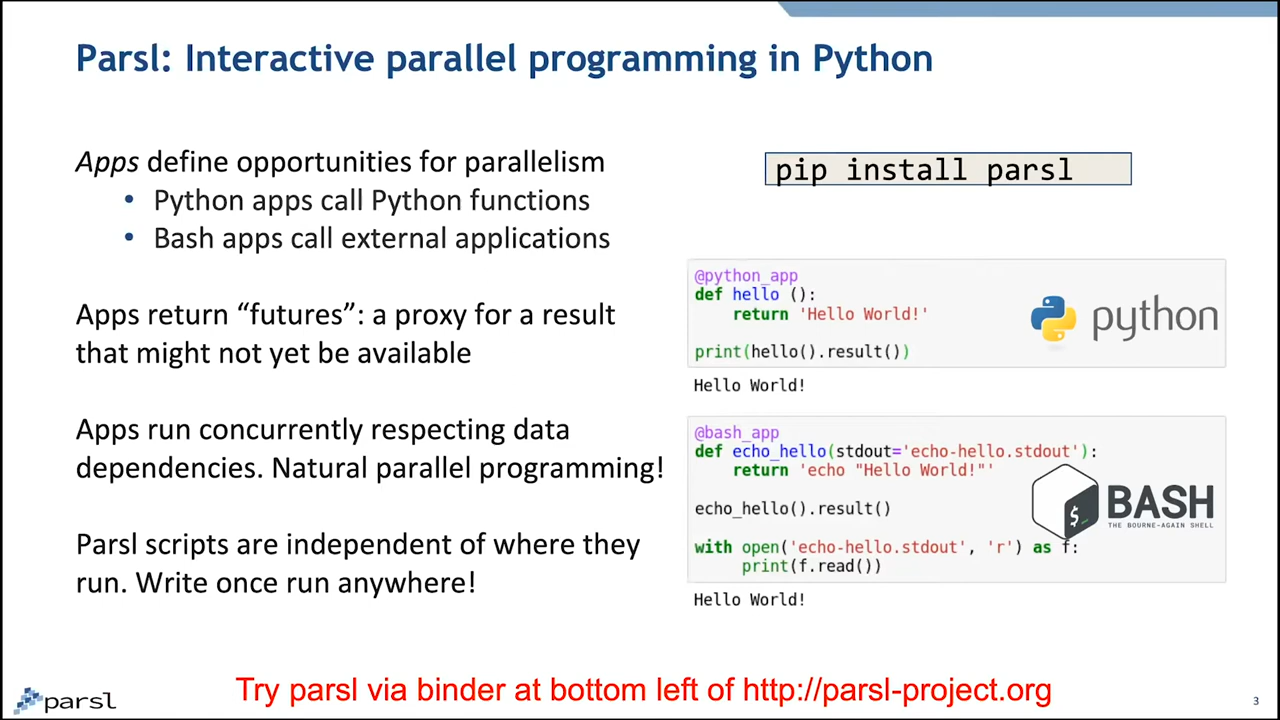 Parsl: Interactive parallel programming in Python
Apps define opportunities for parallelism
• Python apps call Python functions
• Bash apps call external applications
Apps return “futures”: a proxy for a result
that might not yet be available
Apps run concurrently respecting data
dependencies. Natural parallel programming!
Parsl scripts are independent of where they
run. Write once run anywhere!
pip install parsl
@python_app
def hello ():
    return 'Hello World!'
print(hello().result())
Hello World!
python
@bash_app
def echo_hello(stdout='echo-hello.stdout'):
    return 'echo "Hello World!"'
echo_hello().result()
with open('echo-hello.stdout', 'r') as f:
     print(f.read())
Hello World!
$_
BASH
THE BOURNE-AGAIN SHELL
Try parsl via binder at bottom left of http://parsl-project.org
parsl
3